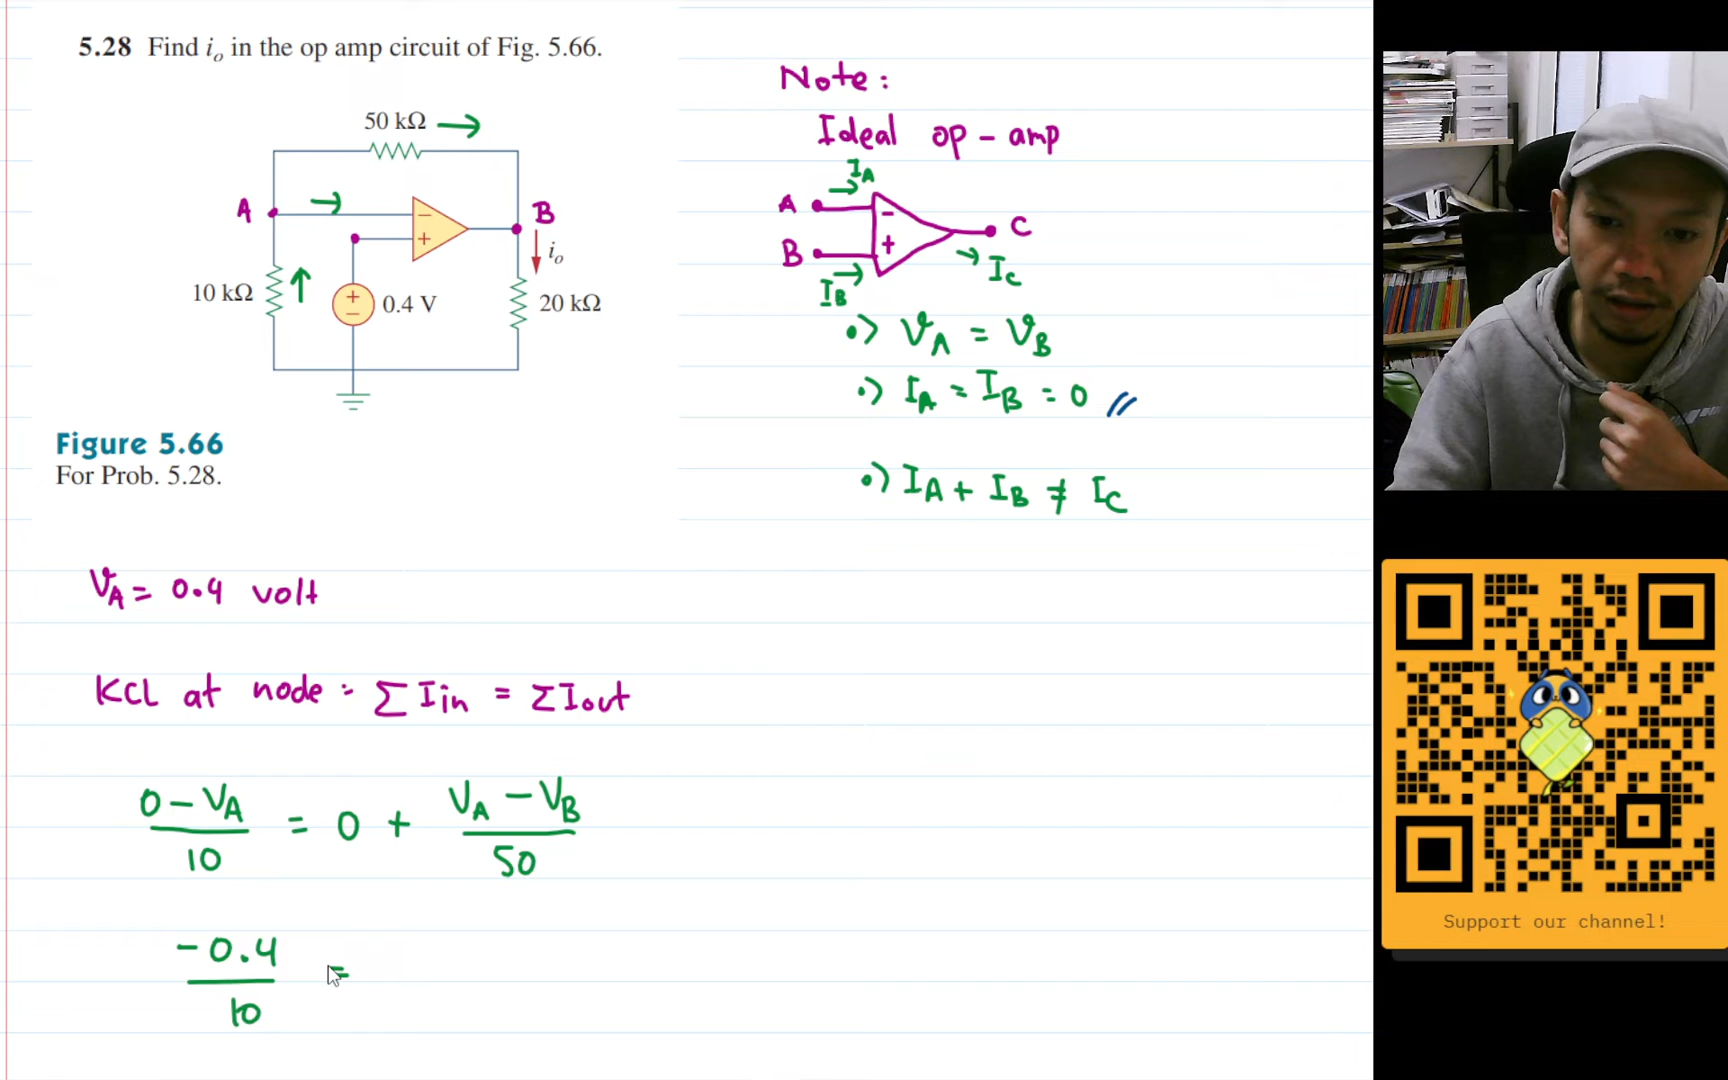 5.28 Find i_o in the op amp circuit of Fig. 5.66.
50 kΩ
A
B
i_o
10 kΩ
0.4 V
20 kΩ
Figure 5.66
For Prob. 5.28.
Note:
Ideal op-amp
I_A
A
B
C
I_B
I_C
•) V_A = V_B
•) I_A = I_B = 0 //
•) I_A + I_B ≠ I_C
V_A = 0.4 volt
KCL at node: ΣI_in = ΣI_out
0 - V_A / 10 = 0 + V_A - V_B / 50
-0.4 / 10 =
Support our channel!